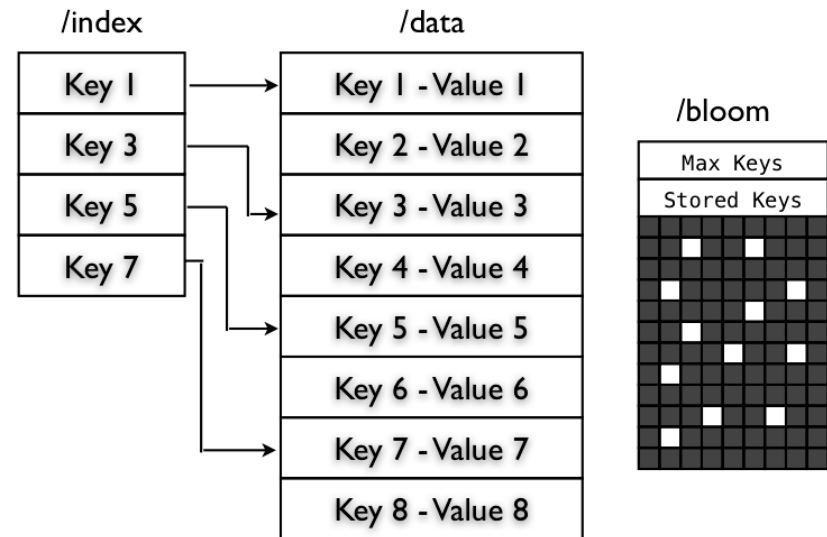 /index
Key 1
Key 3
Key 5
Key 7
/data
Key 1 - Value 1
Key 2 - Value 2
Key 3 - Value 3
Key 4 - Value 4
Key 5 - Value 5
Key 6 - Value 6
Key 7 - Value 7
Key 8 - Value 8
/bloom
Max Keys
Stored Keys